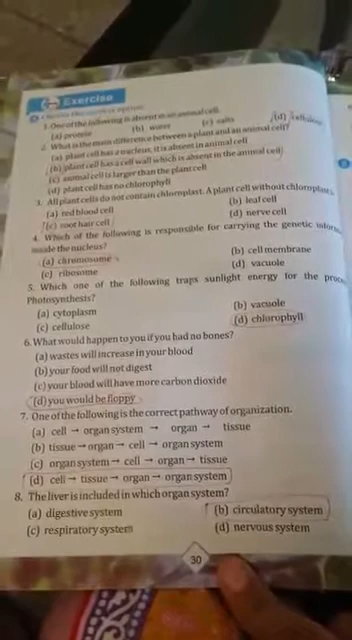 Exercise
1. One of the following is absent in an animal cell.
(a) protein (b) water (c) salts (d) cellulose
2. What is the main difference between a plant and an animal cell?
(a) plant cell has a nucleus, it is absent in animal cell
(b) plant cell has a cell wall which is absent in the animal cell
(c) animal cell is larger than the plant cell
(d) plant cell has no chlorophyll
3. All plant cells do not contain chloroplast. A plant cell without chloroplast
(a) red blood cell (b) leaf cell
(c) root hair cell (d) nerve cell
4. Which of the following is responsible for carrying the genetic
inside the nucleus?
(a) chromosome (b) cell membrane
(c) ribosome (d) vacuole
5. Which one of the following traps sunlight energy for the
Photosynthesis?
(a) cytoplasm (b) vacuole
(c) cellulose (d) chlorophyll
6. What would happen to you if you had no bones?
(a) wastes will increase in your blood
(b) your food will not digest
(c) your blood will have more carbon dioxide
(d) you would be floppy
7. One of the following is the correct pathway of organization.
(a) cell → organ system → organ → tissue
(b) tissue → organ → cell → organ system
(c) organ system → cell → organ → tissue
(d) cell → tissue → organ → organ system
8. The liver is included in which organ system?
(a) digestive system (b) circulatory system
(c) respiratory system (d) nervous system
30